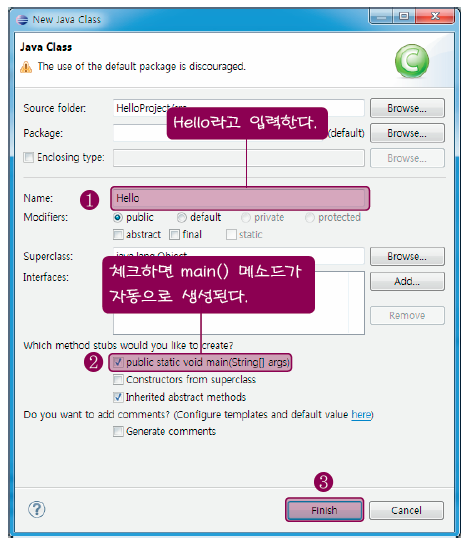 New Java Class
Java Class
The use of the default package is discouraged.
Source folder: HelloProject/src Browse...
Hello라고 입력한다.
Package: (default) Browse...
Enclosing type: Browse...
1 Name: Hello
Modifiers: public default private protected
abstract final static
Superclass: java.lang.Object Browse...
체크하면 main() 메소드가
자동으로 생성된다.
Interfaces: Add...
Remove
Which method stubs would you like to create?
2 public static void main(String[] args)
Constructors from superclass
Inherited abstract methods
Do you want to add comments? (Configure templates and default value here)
Generate comments
3
? Finish Cancel